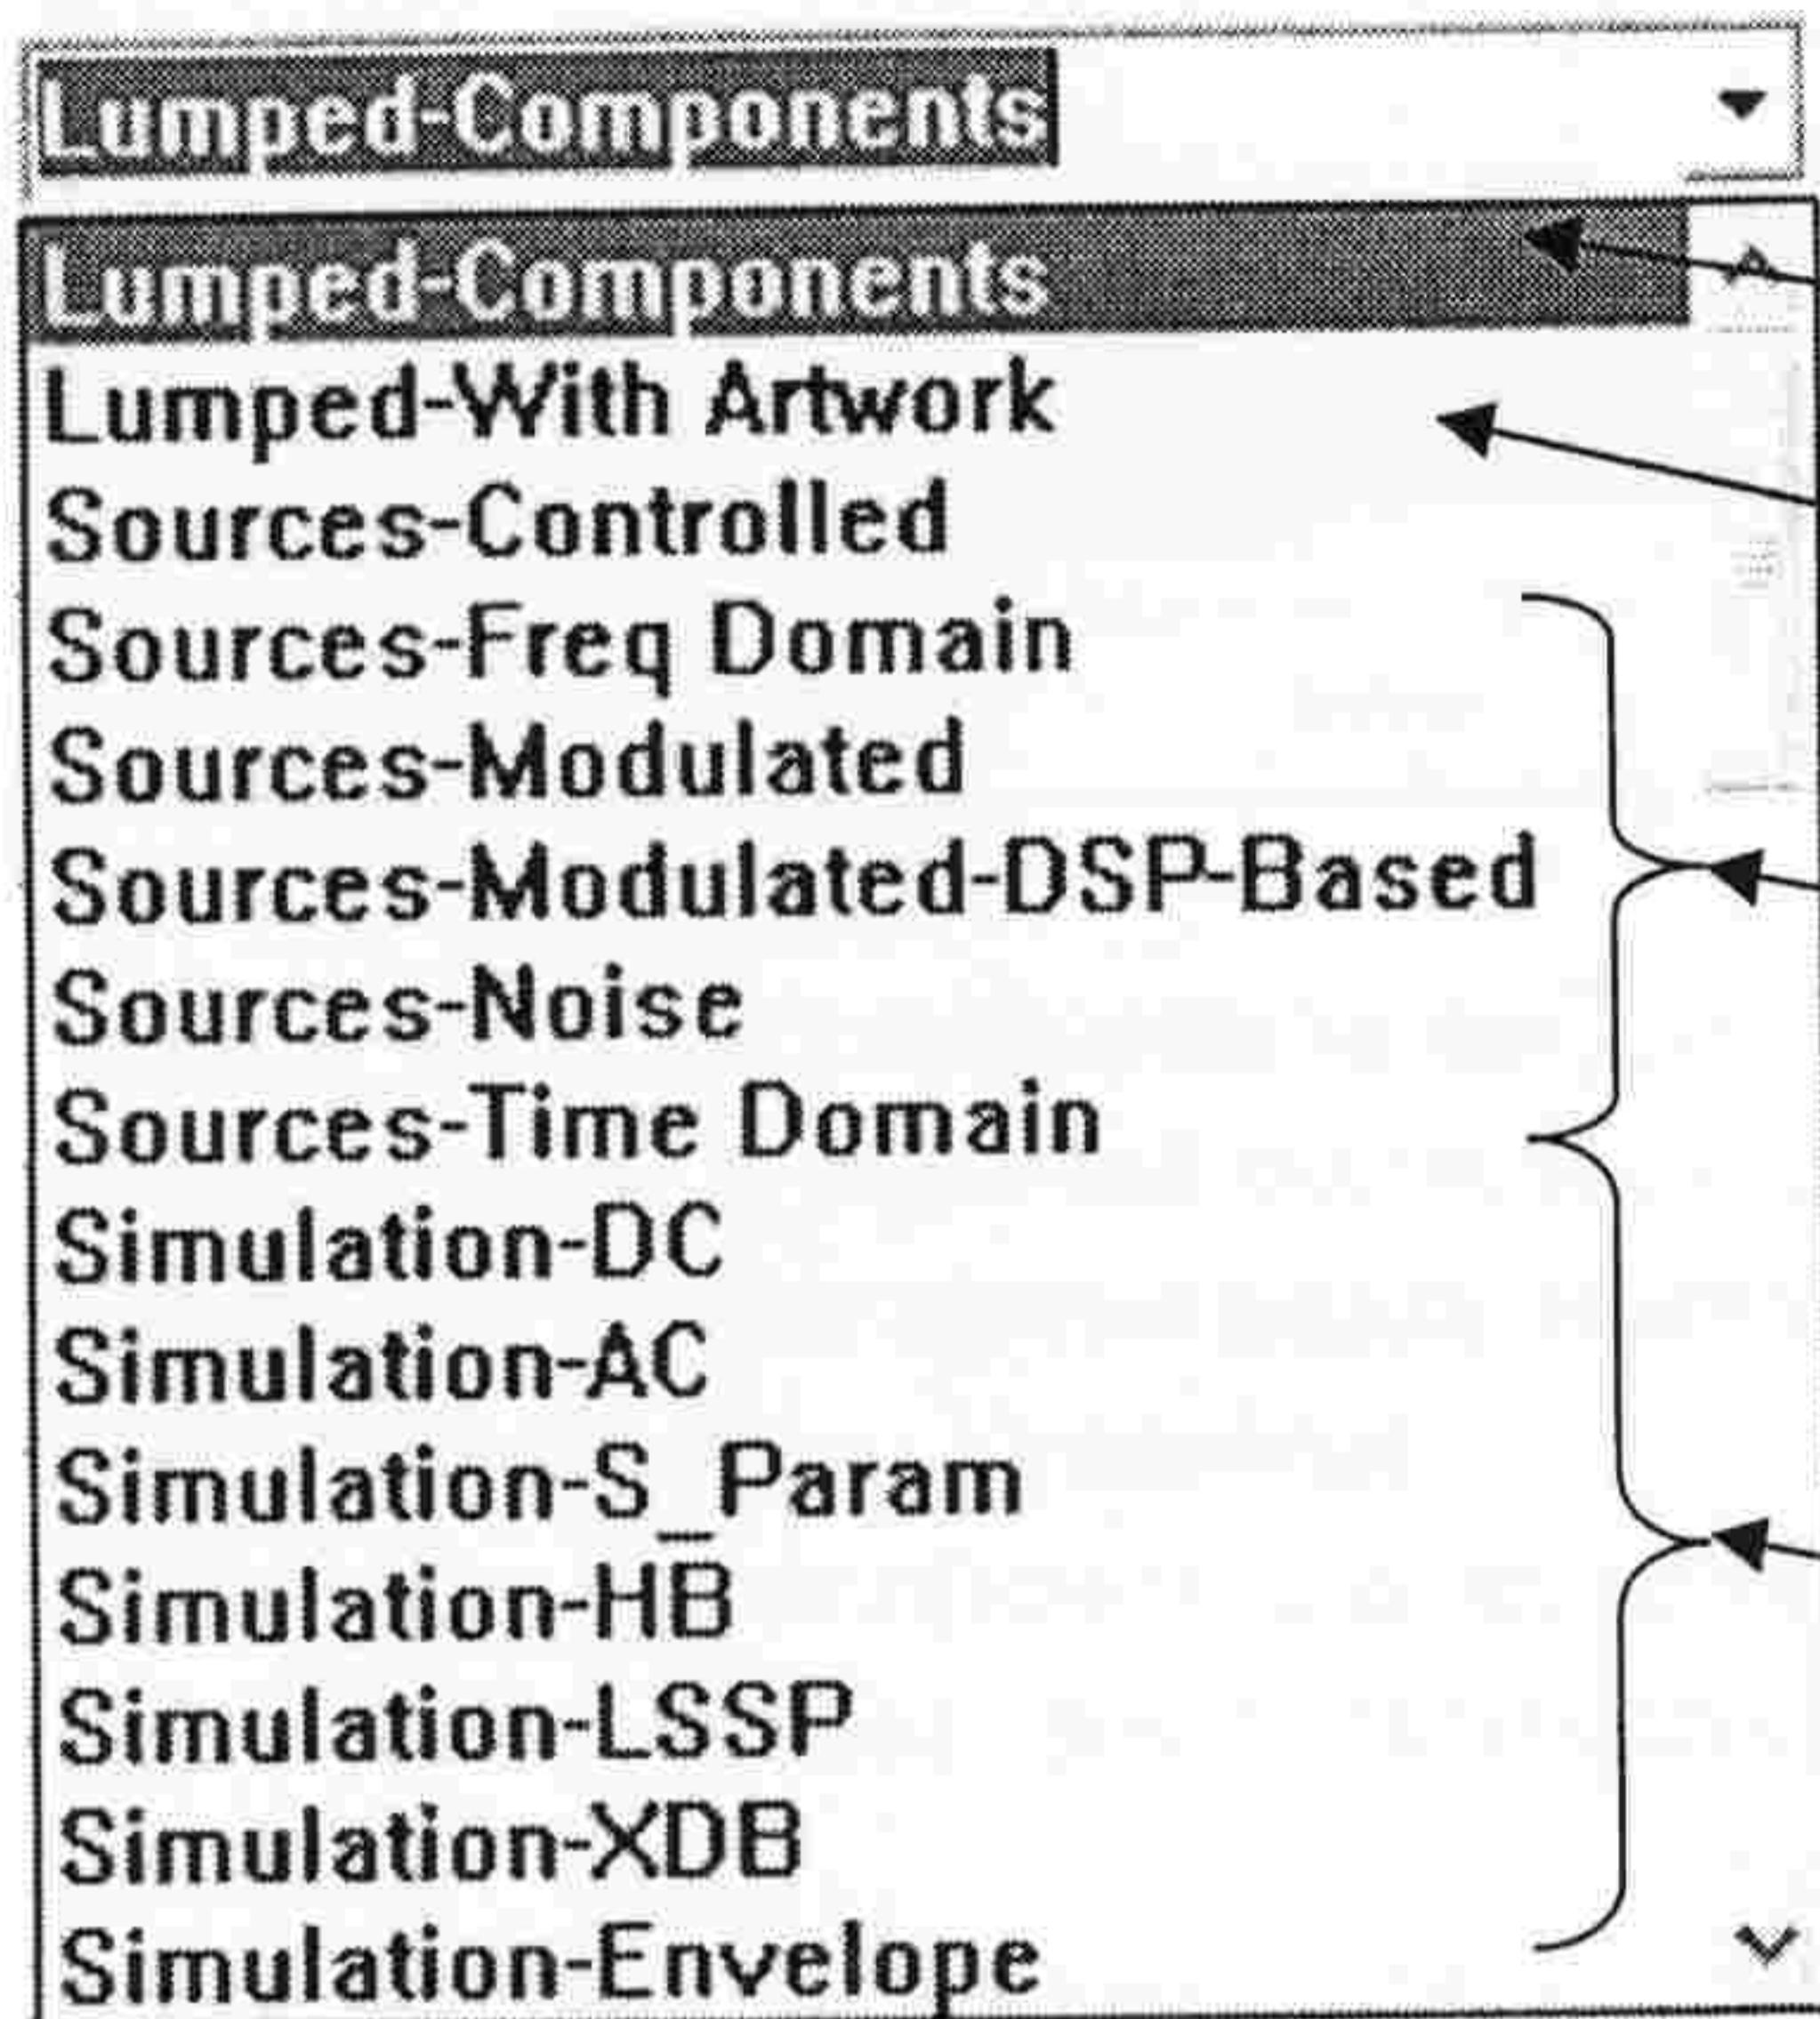 Lumped-Components
Lumped-Components
Lumped-With Artwork
Sources-Controlled
Sources-Freq Domain
Sources-Modulated
Sources-Modulated-DSP-Based
Sources-Noise
Sources-Time Domain
Simulation-DC
Simulation-AC
Simulation-S_Param
Simulation-HB
Simulation-LSSP
Simulation-XDB
Simulation-Envelope